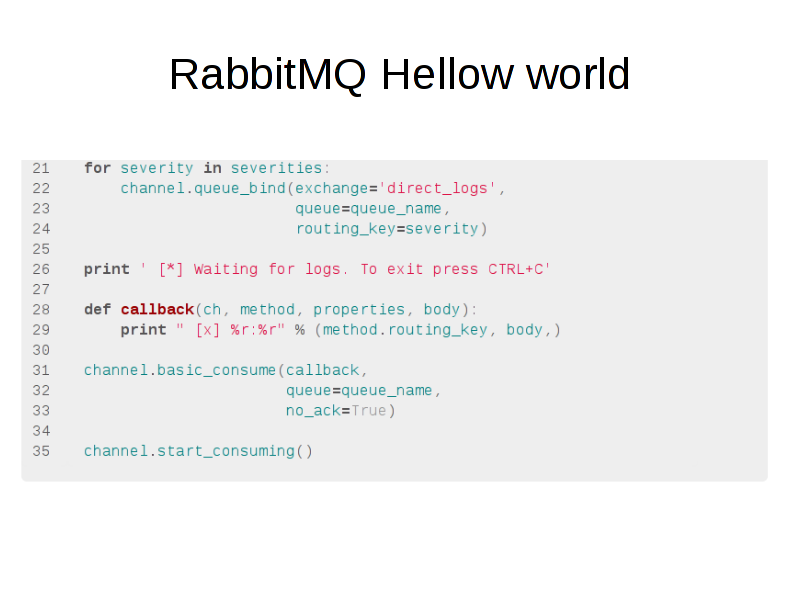 RabbitMQ Hellow world
21 for severity in severities:
22     channel.queue_bind(exchange='direct_logs',
23                        queue=queue_name,
24                        routing_key=severity)
25
26 print ' [*] Waiting for logs. To exit press CTRL+C'
27
28 def callback(ch, method, properties, body):
29     print " [x] %r:%r" % (method.routing_key, body,)
30
31 channel.basic_consume(callback,
32                       queue=queue_name,
33                       no_ack=True)
34
35 channel.start_consuming()